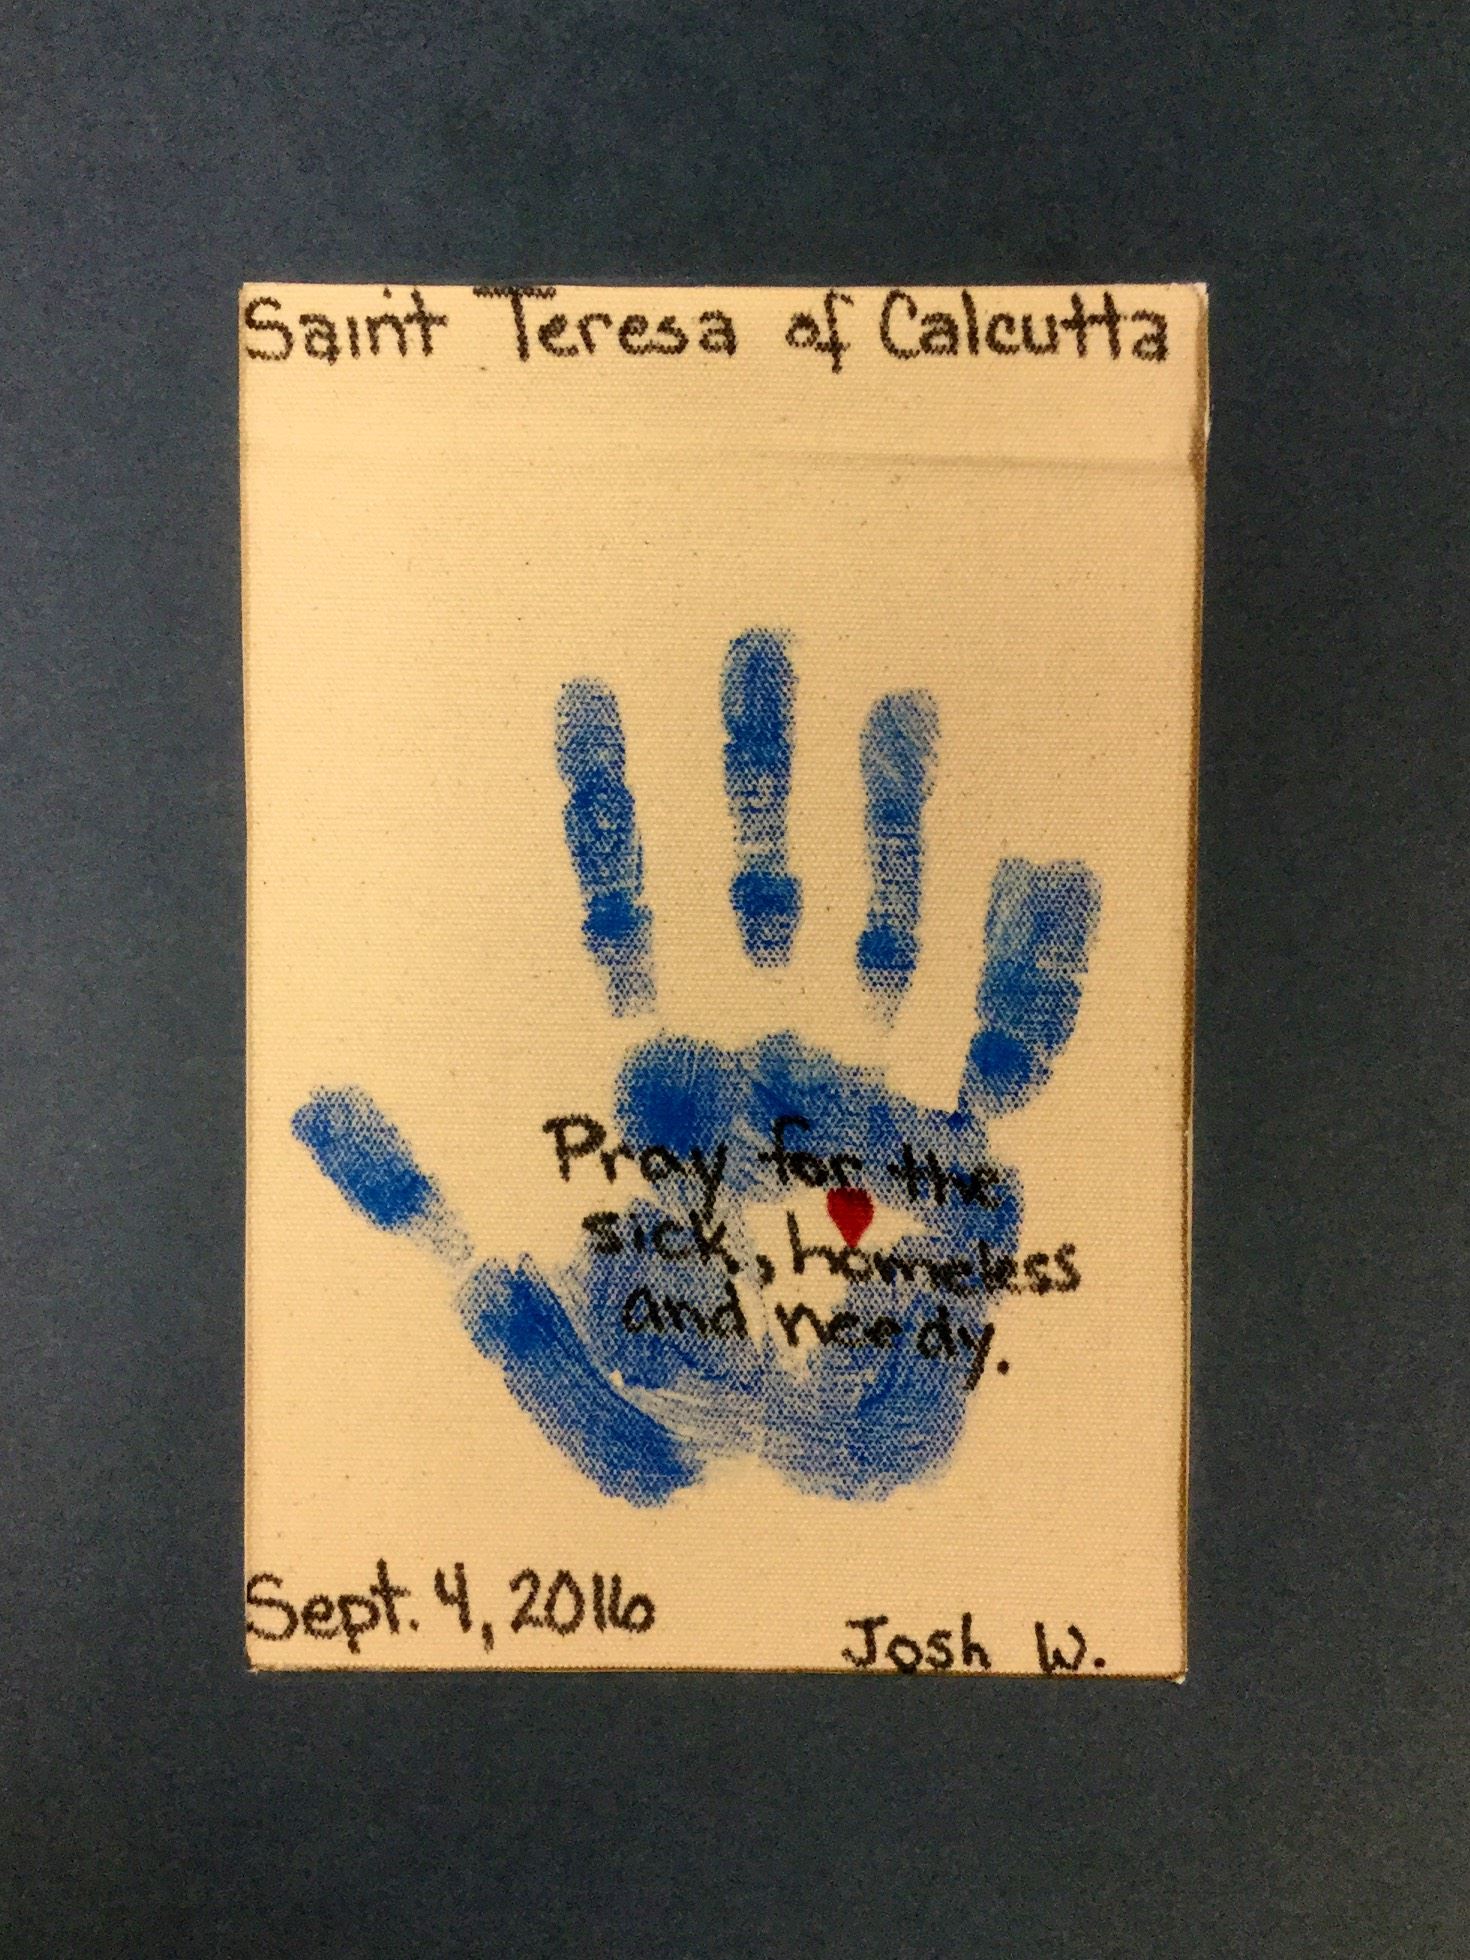 Saint Teresa of Calcutta
Pray for the
sick, homeless
and needy.
Sept. 4, 2016
Josh W.